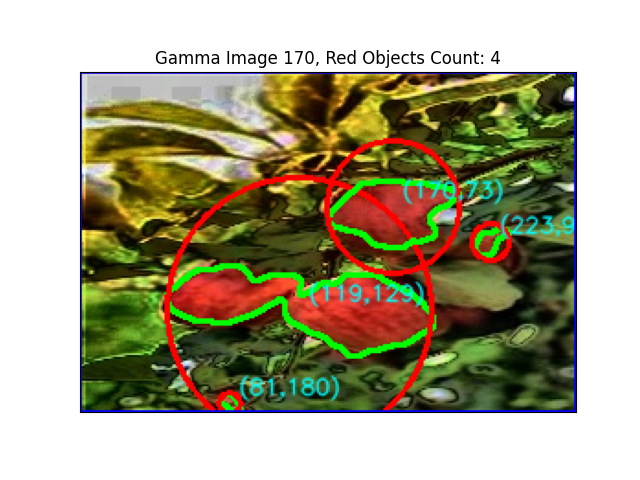 Gamma Image 170, Red Objects Count: 4
(170,73)
(223,9
(119,129)
(81,180)